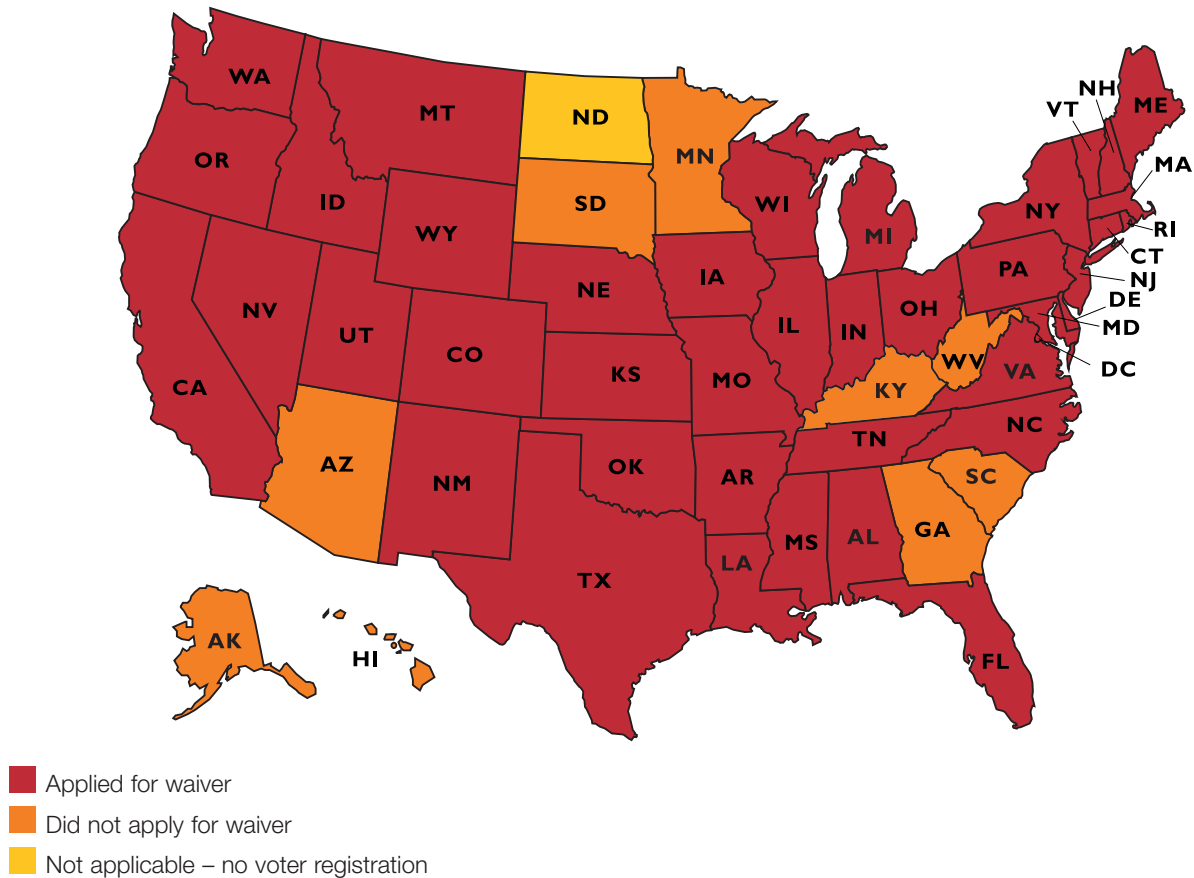 WA
MT
ND
MN
VT
NH
ME
OR
ID
SD
WI
MI
MA
WY
NY
RI
CT
NE
IA
PA
NJ
NV
UT
CO
IL
IN
OH
DE
MD
CA
KS
MO
KY
WV
VA
DC
AZ
NM
OK
AR
TN
NC
SC
GA
TX
LA
MS
AL
AK
HI
FL
Applied for waiver
Did not apply for waiver
Not applicable – no voter registration